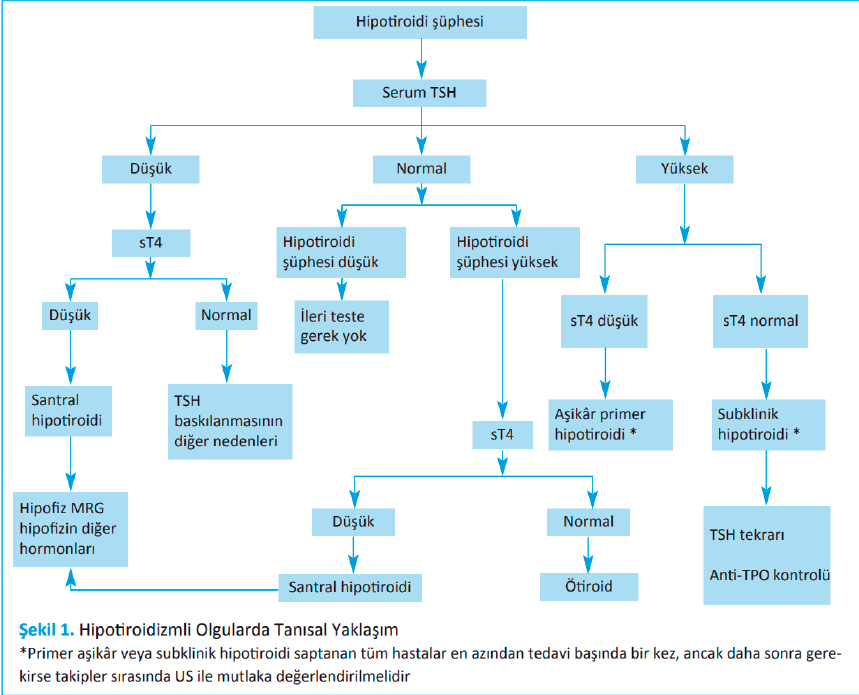 Hipotiroidi şüphesi
Serum TSH
Düşük
Normal
Yüksek
sT4
Hipotiroidi
şüphesi düşük
Hipotiroidi
şüphesi yüksek
Düşük
Normal
İleri teste
gerek yok
sT4 düşük
sT4 normal
Santral
hipotiroidi
TSH
baskılanmasının
diğer nedenleri
sT4
Aşikâr primer
hipotiroidi *
Subklinik
hipotiroidi *
Hipofiz MRG
hipofizin diğer
hormonları
Düşük
Normal
TSH tekrarı
Anti-TPO kontrolü
Santral hipotiroidi
Ötiroid
Şekil 1. Hipotiroidizmli Olgularda Tanısal Yaklaşım
*Primer aşikâr veya subklinik hipotiroidi saptanan tüm hastalar en azından tedavi başında bir kez, ancak daha sonra gere-
kirse takipler sırasında US ile mutlaka değerlendirilmelidir